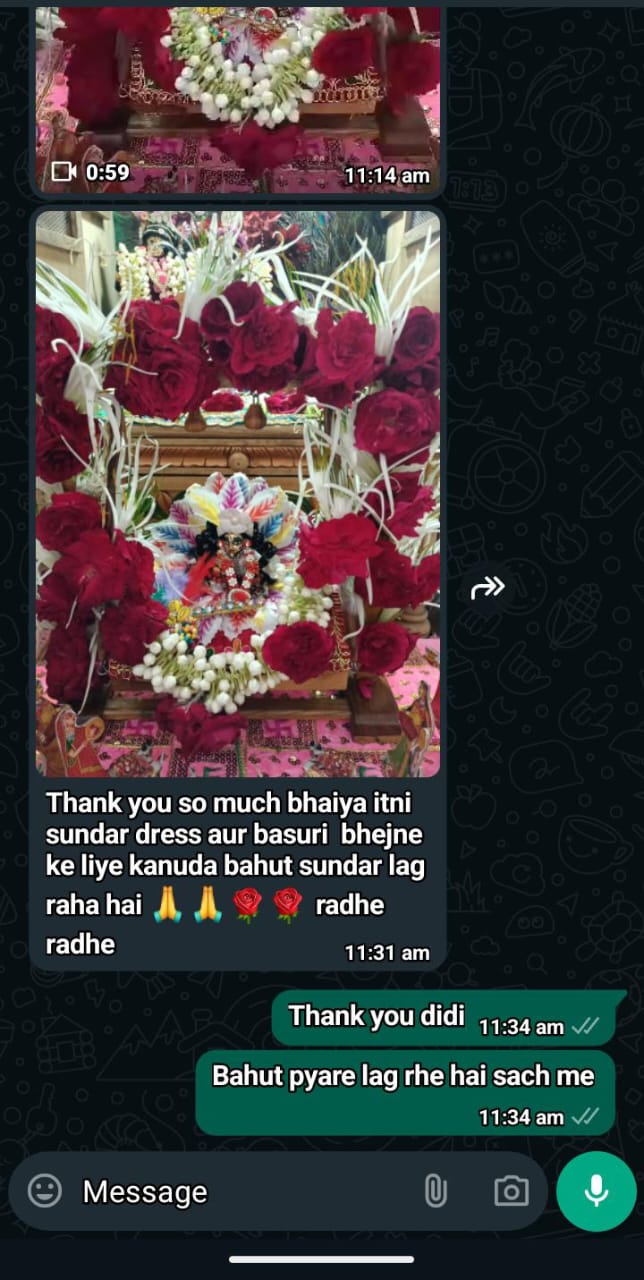 0:59
11:14 am
Thank you so much bhaiya itni
sundar dress aur basuri bhejne
ke liye kanuda bahut sundar lag
raha hai 🙏 🙏 🌹 🌹 radhe
radhe
11:31 am
Thank you didi
11:34 am
Bahut pyare lag rhe hai sach me
11:34 am
Message